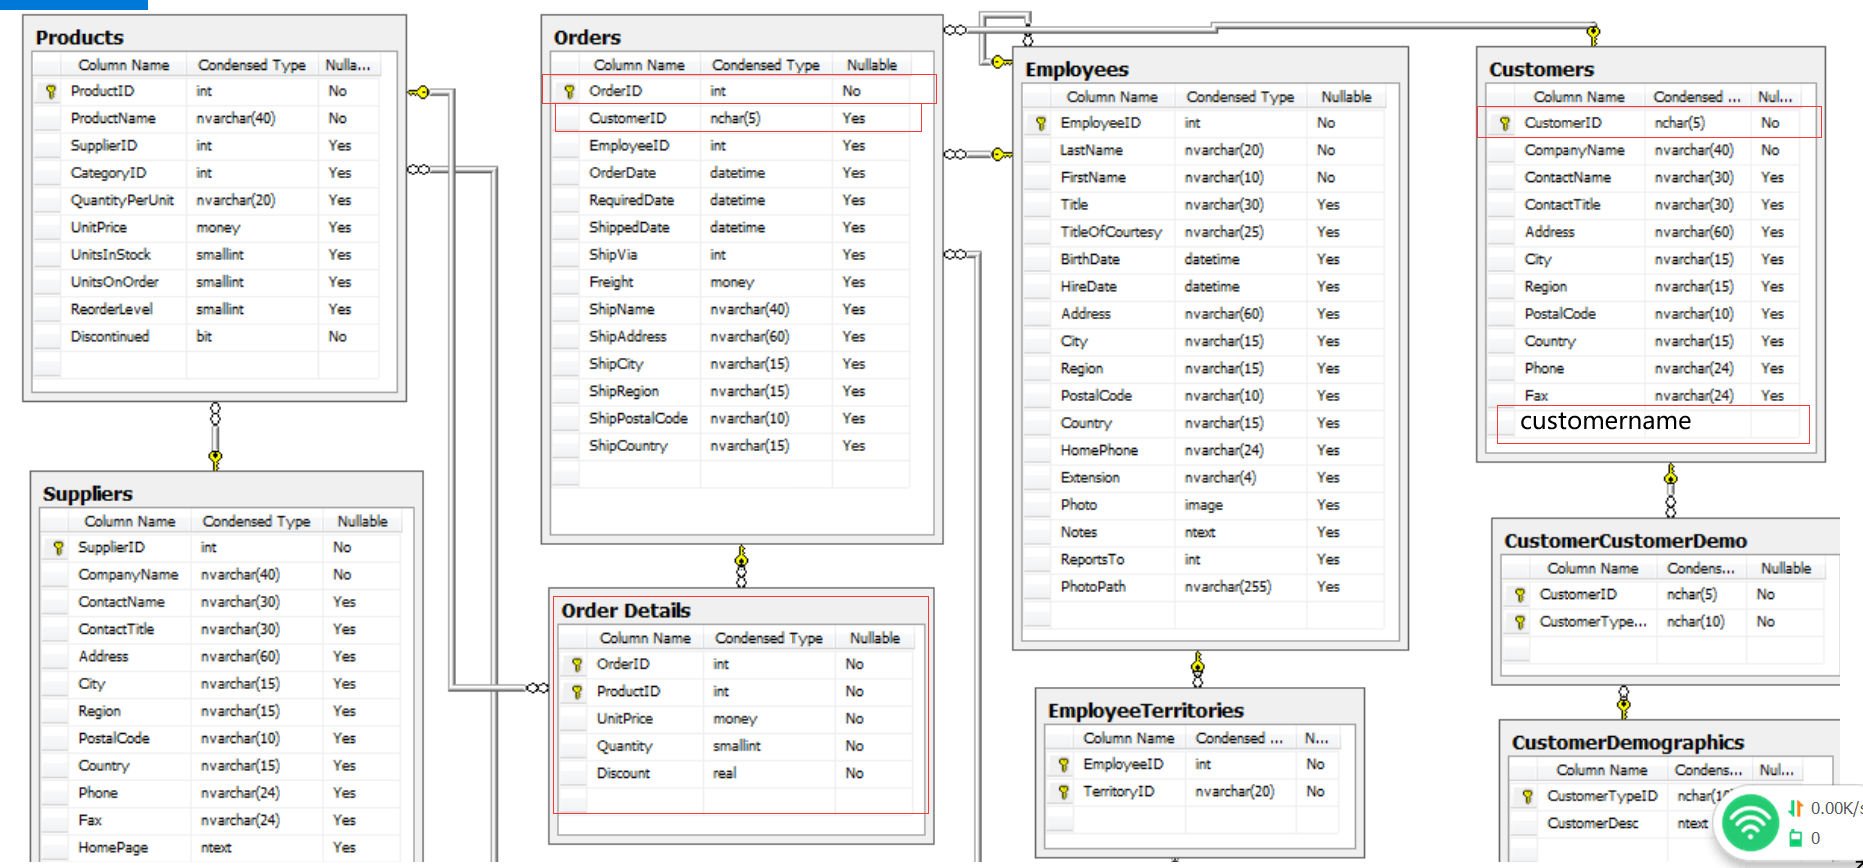 Products
Column Name Condensed Type Nulla...
ProductID int No
ProductName nvarchar(40) No
SupplierID int Yes
CategoryID int Yes
QuantityPerUnit nvarchar(20) Yes
UnitPrice money Yes
UnitsInStock smallint Yes
UnitsOnOrder smallint Yes
ReorderLevel smallint Yes
Discontinued bit No
Suppliers
Column Name Condensed Type Nullable
SupplierID int No
CompanyName nvarchar(40) No
ContactName nvarchar(30) Yes
ContactTitle nvarchar(30) Yes
Address nvarchar(60) Yes
City nvarchar(15) Yes
Region nvarchar(15) Yes
PostalCode nvarchar(10) Yes
Country nvarchar(15) Yes
Phone nvarchar(24) Yes
Fax nvarchar(24) Yes
HomePage ntext Yes
Orders
Column Name Condensed Type Nullable
OrderID int No
CustomerID nchar(5) Yes
EmployeeID int Yes
OrderDate datetime Yes
RequiredDate datetime Yes
ShippedDate datetime Yes
ShipVia int Yes
Freight money Yes
ShipName nvarchar(40) Yes
ShipAddress nvarchar(60) Yes
ShipCity nvarchar(15) Yes
ShipRegion nvarchar(15) Yes
ShipPostalCode nvarchar(10) Yes
ShipCountry nvarchar(15) Yes
Order Details
Column Name Condensed Type Nullable
OrderID int No
ProductID int No
UnitPrice money No
Quantity smallint No
Discount real No
Employees
Column Name Condensed Type Nullable
EmployeeID int No
LastName nvarchar(20) No
FirstName nvarchar(10) No
Title nvarchar(30) Yes
TitleOfCourtesy nvarchar(25) Yes
BirthDate datetime Yes
HireDate datetime Yes
Address nvarchar(60) Yes
City nvarchar(15) Yes
Region nvarchar(15) Yes
PostalCode nvarchar(10) Yes
Country nvarchar(15) Yes
HomePhone nvarchar(24) Yes
Extension nvarchar(4) Yes
Photo image Yes
Notes ntext Yes
ReportsTo int Yes
PhotoPath nvarchar(255) Yes
EmployeeTerritories
Column Name Condensed ... N...
EmployeeID int No
TerritoryID nvarchar(20) No
Customers
Column Name Condensed ... Nul...
CustomerID nchar(5) No
CompanyName nvarchar(40) No
ContactName nvarchar(30) Yes
ContactTitle nvarchar(30) Yes
Address nvarchar(60) Yes
City nvarchar(15) Yes
Region nvarchar(15) Yes
PostalCode nvarchar(10) Yes
Country nvarchar(15) Yes
Phone nvarchar(24) Yes
Fax nvarchar(24) Yes
customername
CustomerCustomerDemo
Column Name Condens... Nullable
CustomerID nchar(5) No
CustomerType... nchar(10) No
CustomerDemographics
Column Name Condens... Nul...
CustomerTypeID
CustomerDesc ntext
0.00K/s
0